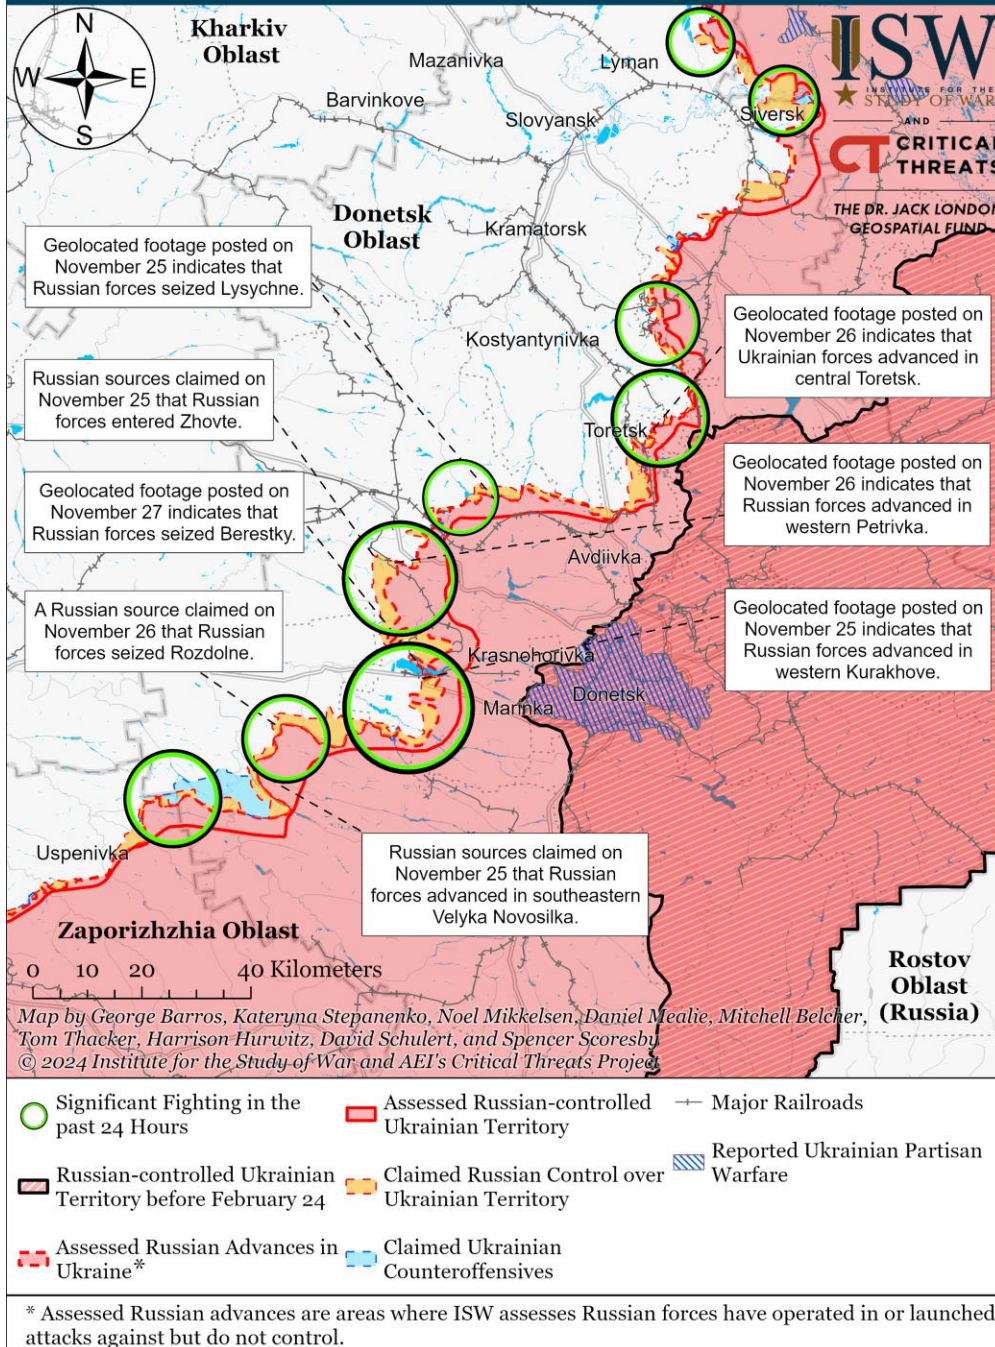 N
W
E
S
Kharkiv
Oblast
Mazanivka
Lyman
Barvinkove
Slovyansk
Siversk
ISW
INSTITUTE FOR THE
STUDY OF WAR
AND
CT CRITICAL
THREATS
THE DR. JACK LONDON
GEOSPATIAL FUND
Donetsk
Oblast
Kramatorsk
Geolocated footage posted on
November 25 indicates that
Russian forces seized Lysychne.
Kostyantynivka
Geolocated footage posted on
November 26 indicates that
Ukrainian forces advanced in
central Toretsk.
Russian sources claimed on
November 25 that Russian
forces entered Zhovte.
Toretsk
Geolocated footage posted on
November 26 indicates that
Russian forces advanced in
western Petrivka.
Geolocated footage posted on
November 27 indicates that
Russian forces seized Berestky.
Avdiivka
A Russian source claimed on
November 26 that Russian
forces seized Rozdolne.
Geolocated footage posted on
November 25 indicates that
Russian forces advanced in
western Kurakhove.
Krasnohorivka
Donetsk
Marinka
Uspenivka
Russian sources claimed on
November 25 that Russian
forces advanced in southeastern
Velyka Novosilka.
Zaporizhzhia Oblast
Rostov
Oblast
(Russia)
0 10 20 40 Kilometers
Map by George Barros, Kateryna Stepanenko, Noel Mikkelsen, Daniel Mealie, Mitchell Belcher,
Tom Thacker, Harrison Hurwitz, David Schulert, and Spencer Scoresby
© 2024 Institute for the Study of War and AEI's Critical Threats Project
Significant Fighting in the
past 24 Hours
Russian-controlled Ukrainian
Territory before February 24
Assessed Russian Advances in
Ukraine*
Assessed Russian-controlled
Ukrainian Territory
Claimed Russian Control over
Ukrainian Territory
Claimed Ukrainian
Counteroffensives
Major Railroads
Reported Ukrainian Partisan
Warfare
* Assessed Russian advances are areas where ISW assesses Russian forces have operated in or launched
attacks against but do not control.